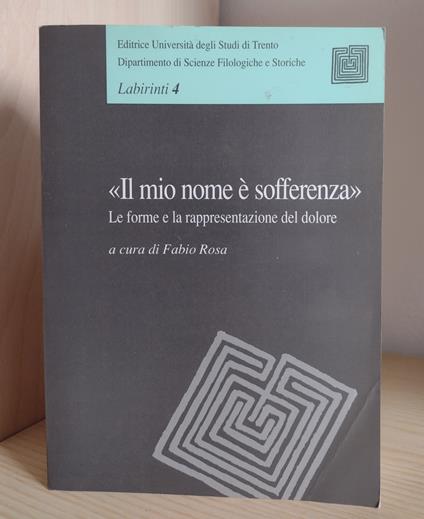 Editrice Università degli Studi di Trento
Dipartimento di Scienze Filologiche e Storiche
Labirinti 4
«Il mio nome è sofferenza»
Le forme e la rappresentazione del dolore
a cura di Fabio Rosa